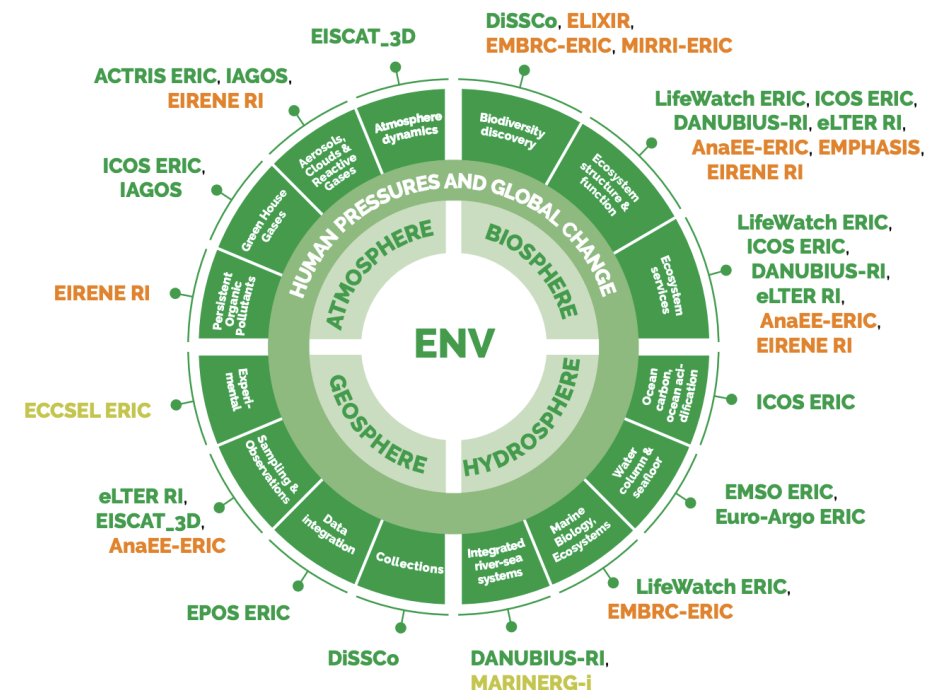 EISCAT_3D
DiSSCo, ELIXIR,
EMBRC-ERIC, MIRRI-ERIC
ACTRIS ERIC, IAGOS,
EIRENE RI
LifeWatch ERIC, ICOS ERIC,
DANUBIUS-RI, eLTER RI,
AnaEE-ERIC, EMPHASIS,
EIRENE RI
ICOS ERIC,
IAGOS
LifeWatch ERIC,
ICOS ERIC,
DANUBIUS-RI,
eLTER RI,
AnaEE-ERIC,
EIRENE RI
EIRENE RI
ECCSEL ERIC
ICOS ERIC
eLTER RI,
EISCAT_3D,
AnaEE-ERIC
EMSO ERIC,
Euro-Argo ERIC
EPOS ERIC
LifeWatch ERIC,
EMBRC-ERIC
DiSSCo
DANUBIUS-RI,
MARINERG-i
Atmosphere
dynamics
Biodiversity
discovery
Aerosols,
Clouds &
Reactive
Gases
Ecosystem
structure &
function
Green House
Gases
Ecosystem
services
Persistent
Organic
Pollutants
Ocean
carbon,
ocean aci-
dification
Experi-
mental
Water
column &
seafloor
Sampling &
Observations
Marine
Biology,
Ecosystems
Data
integration
Integrated
river-sea
systems
Collections
HUMAN PRESSURES AND GLOBAL CHANGE
ATMOSPHERE
BIOSPHERE
ENV
GEOSPHERE
HYDROSPHERE